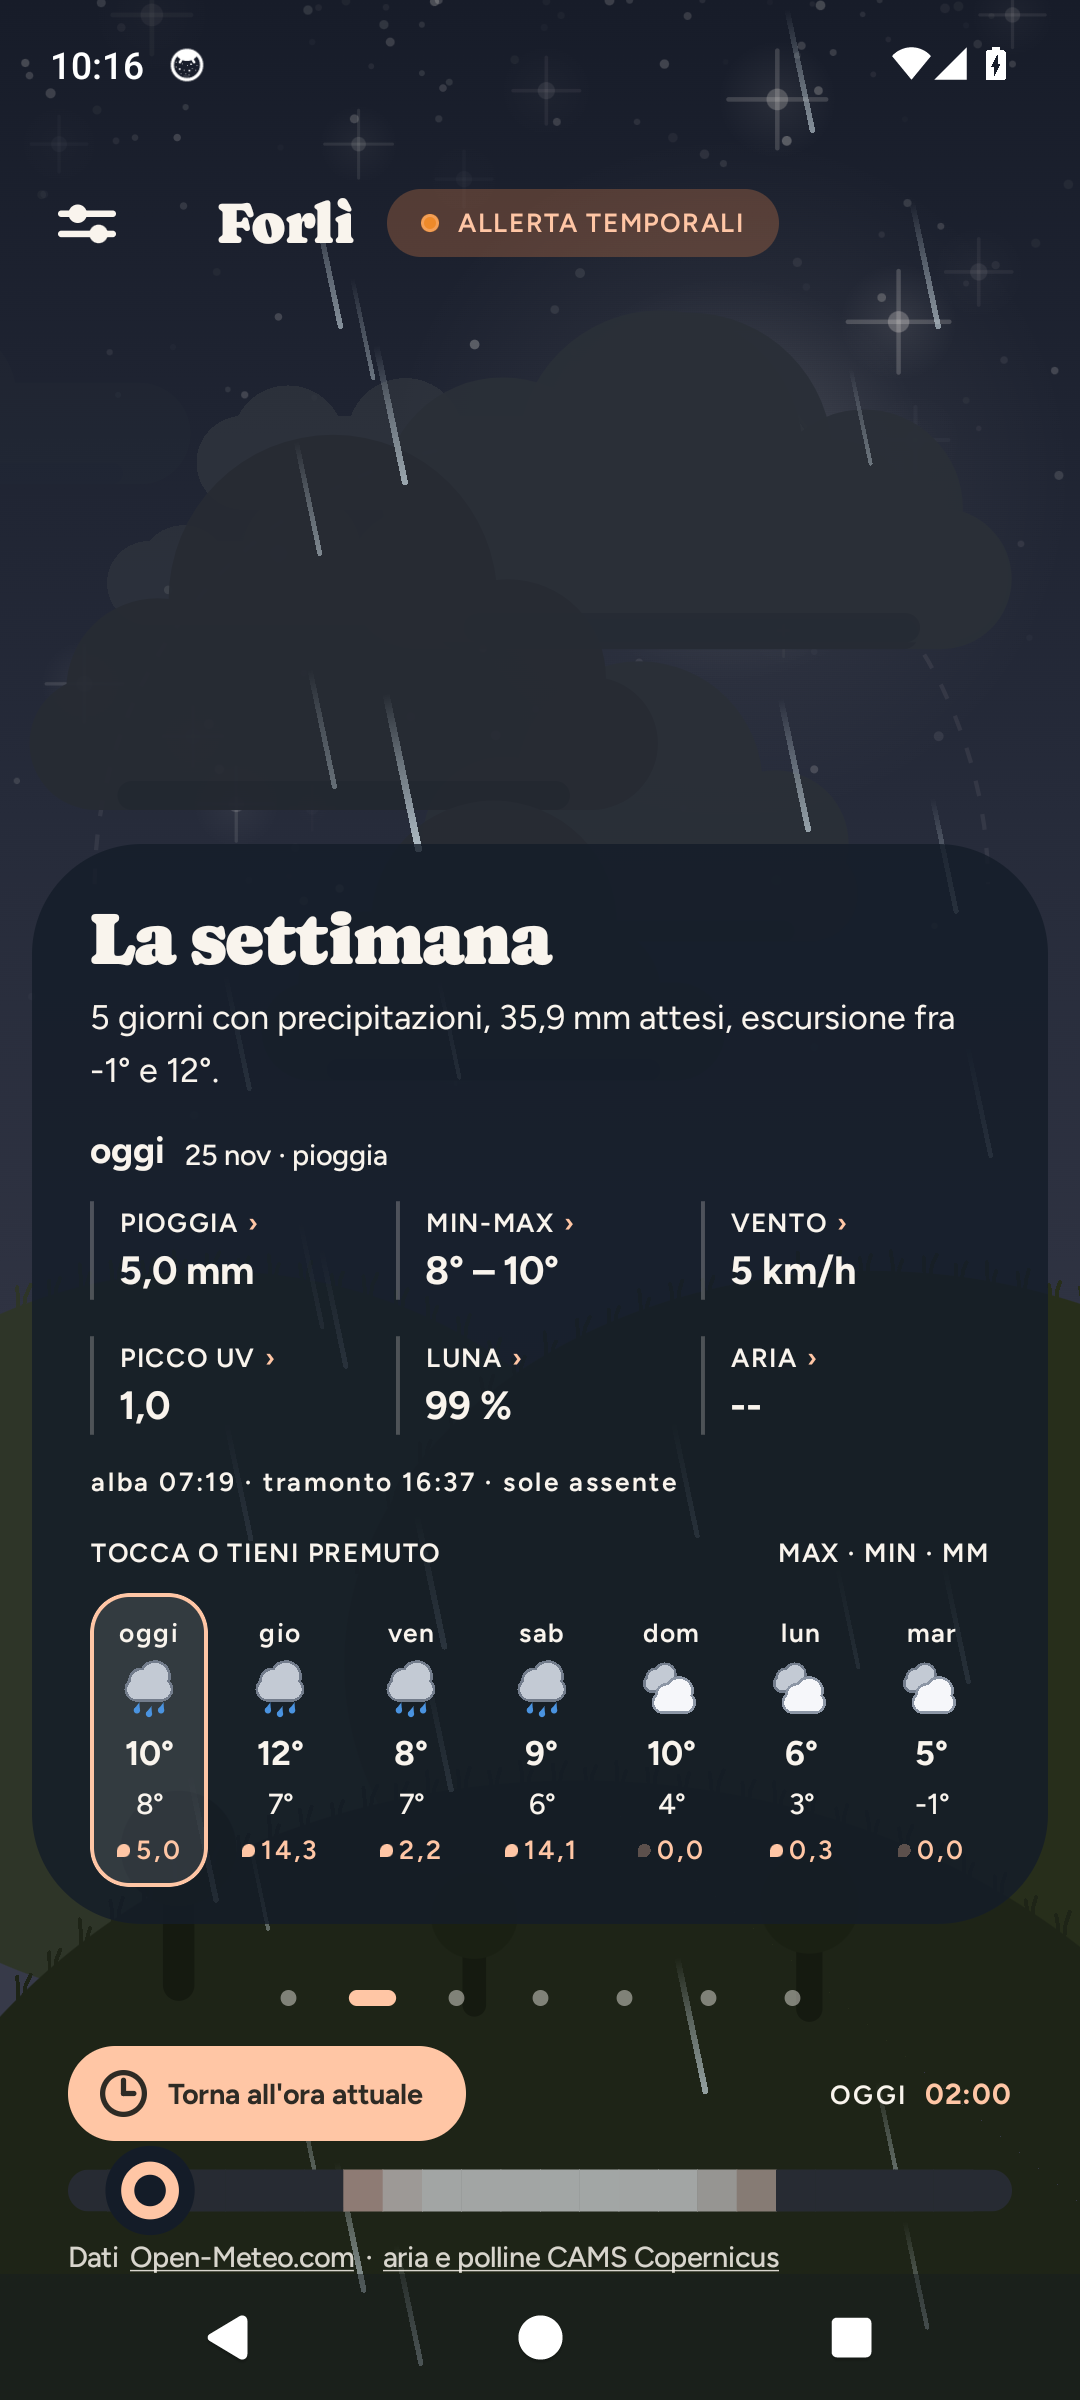 10:16
Forlì
ALLERTA TEMPORALI
La settimana
5 giorni con precipitazioni, 35,9 mm attesi, escursione fra
-1° e 12°.
oggi 25 nov · pioggia
PIOGGIA › MIN-MAX › VENTO ›
5,0 mm 8° – 10° 5 km/h
PICCO UV › LUNA › ARIA ›
1,0 99 % --
alba 07:19 · tramonto 16:37 · sole assente
TOCCA O TIENI PREMUTO MAX · MIN · MM
oggi gio ven sab dom lun mar
10° 12° 8° 9° 10° 6° 5°
8° 7° 7° 6° 4° 3° -1°
5,0 14,3 2,2 14,1 0,0 0,3 0,0
Torna all'ora attuale OGGI 02:00
Dati Open-Meteo.com · aria e polline CAMS Copernicus